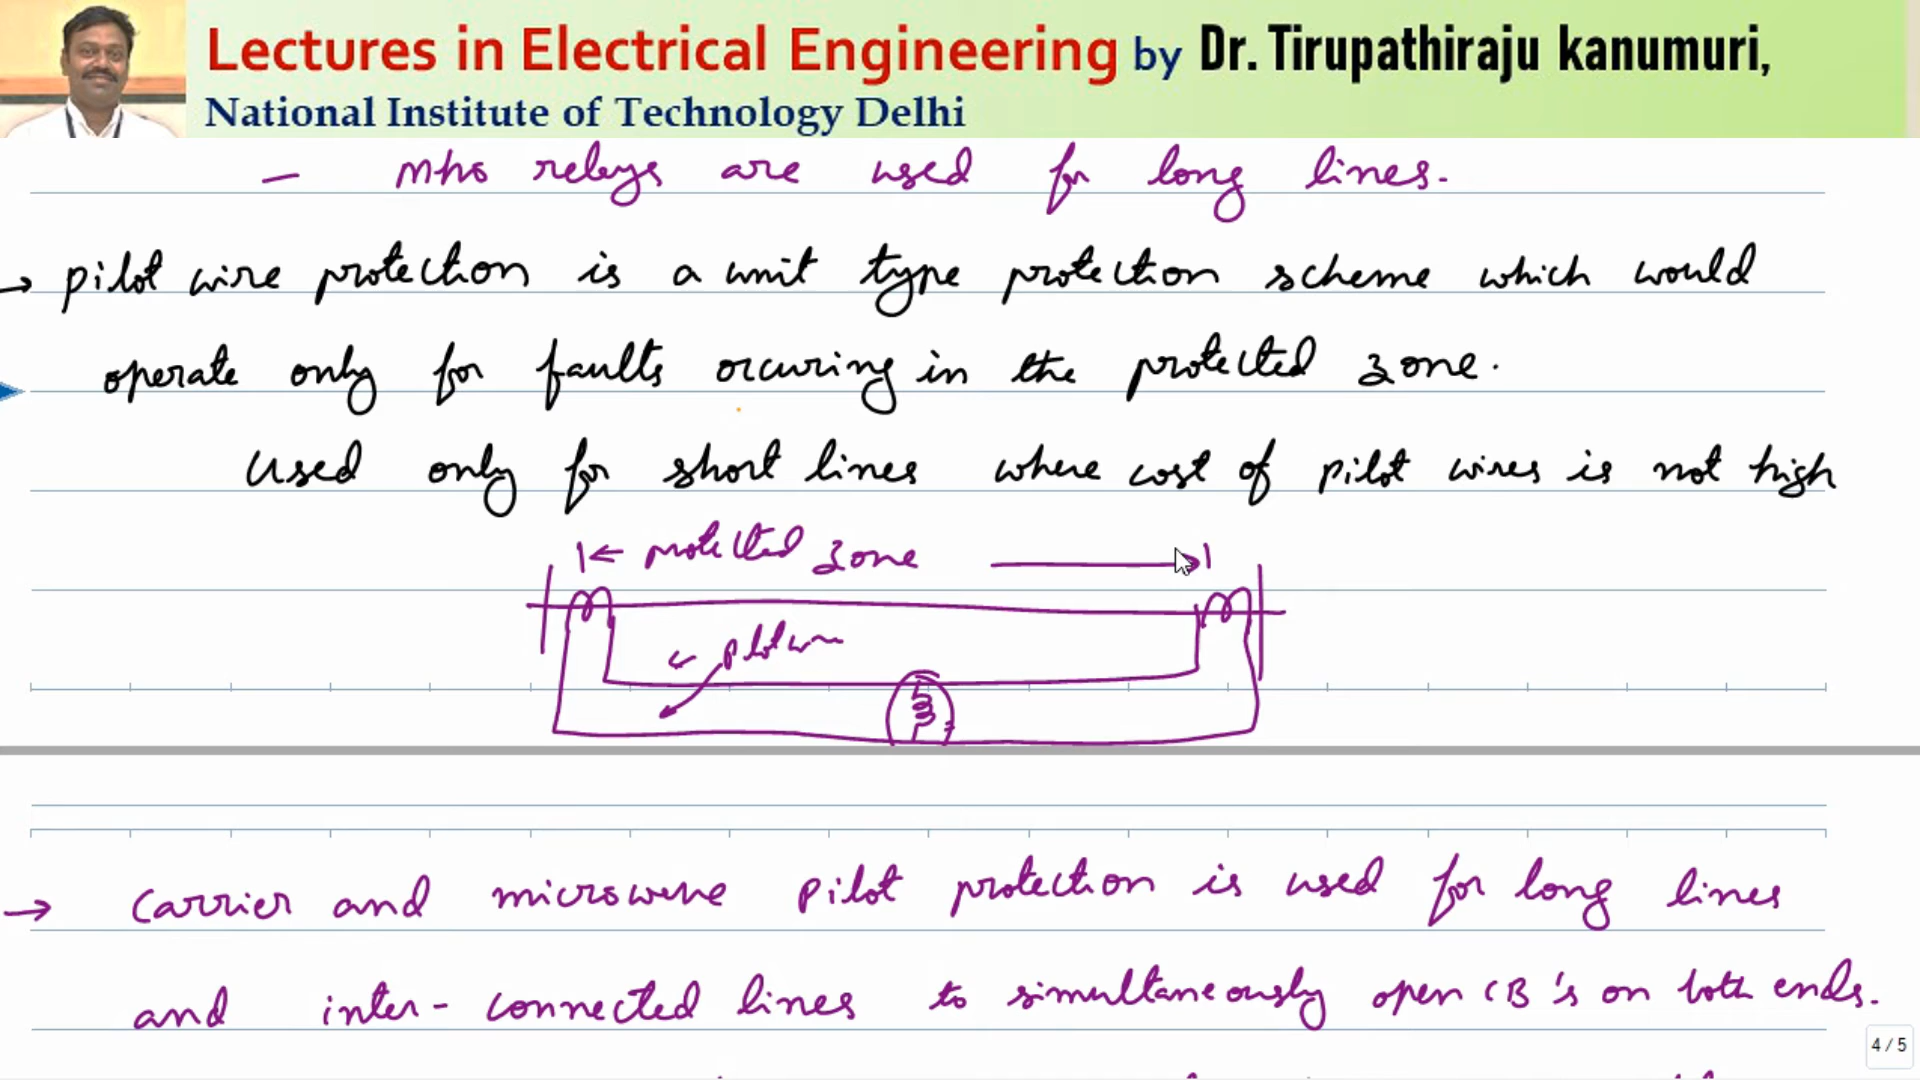 Lectures in Electrical Engineering by Dr. Tirupathiraju kanumuri,
National Institute of Technology Delhi
— Mho relays are used for long lines.
→ pilot wire protection is a unit type protection scheme which would
operate only for faults occuring in the protected zone.
Used only for short lines where cost of pilot wires is not high
protected zone
pilot wire
→ Carrier and microwave pilot protection is used for long lines
and inter-connected lines to simultaneously open CB's on both ends.
4/5